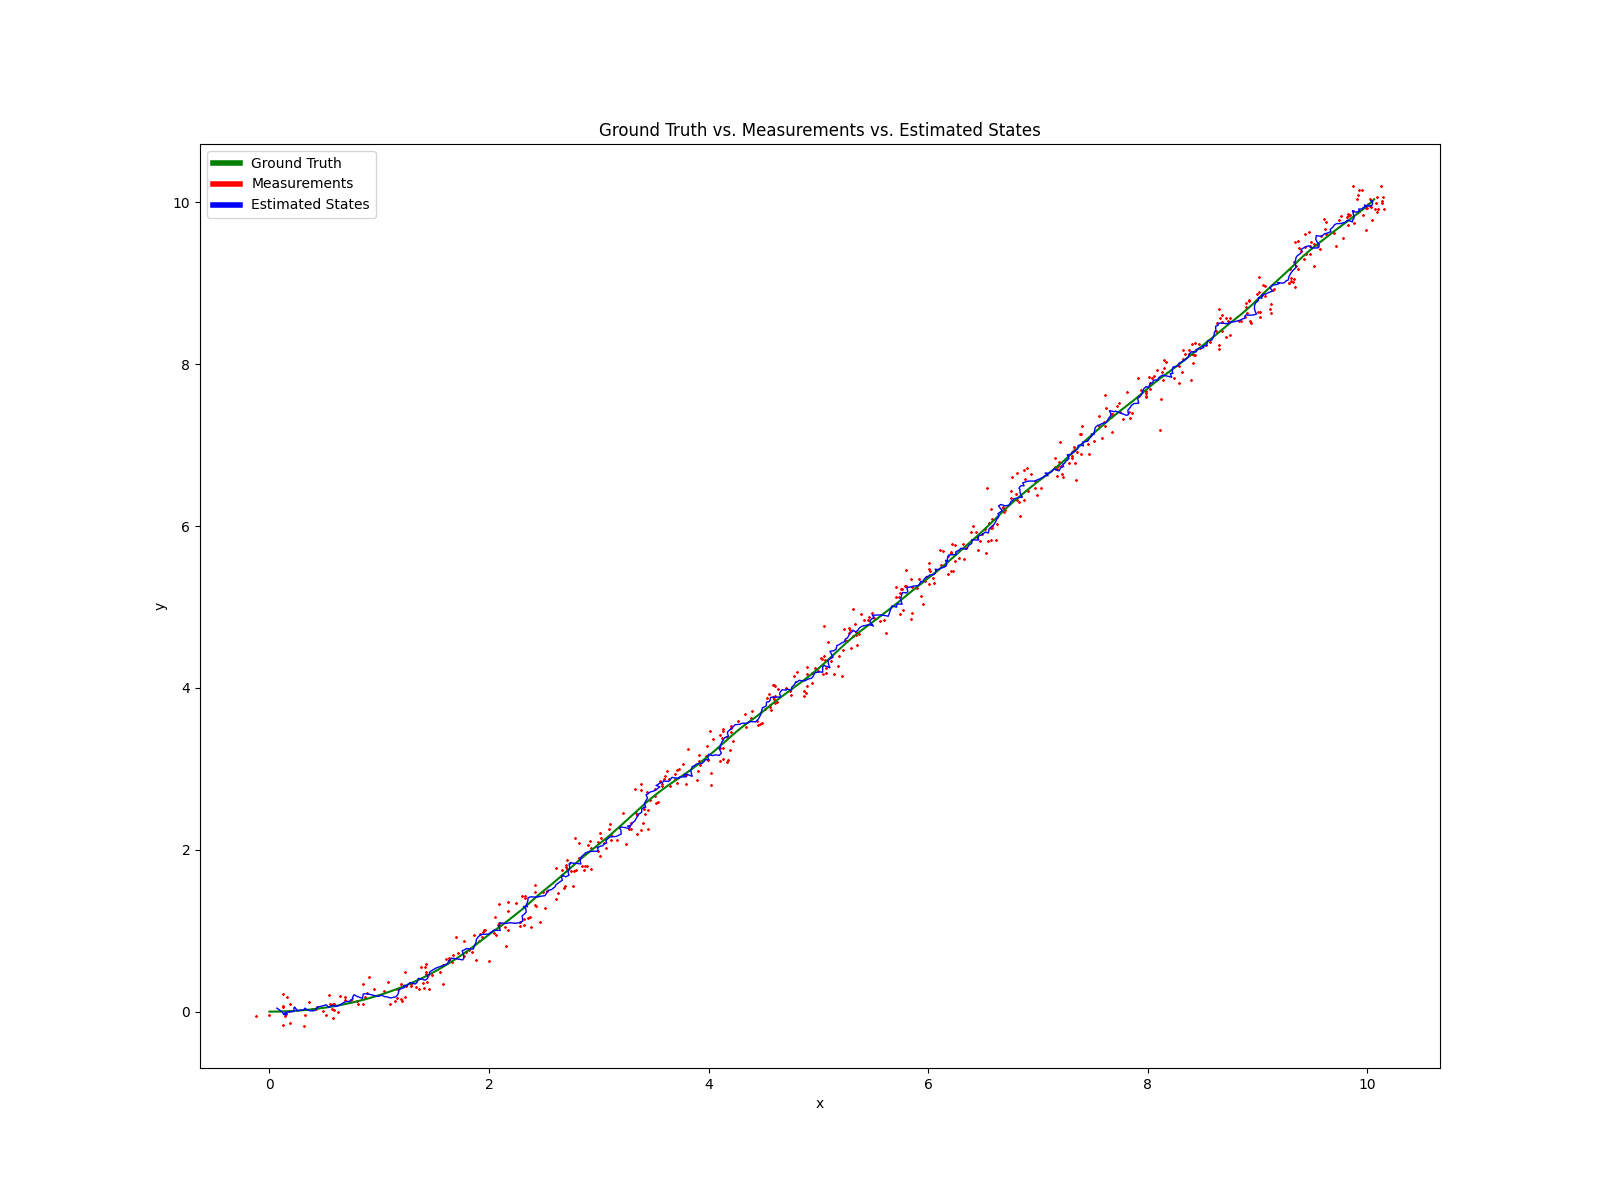 Ground Truth vs. Measurements vs. Estimated States
Ground Truth
Measurements
Estimated States
10
8
6
4
2
0
y
0 2 4 6 8 10
x